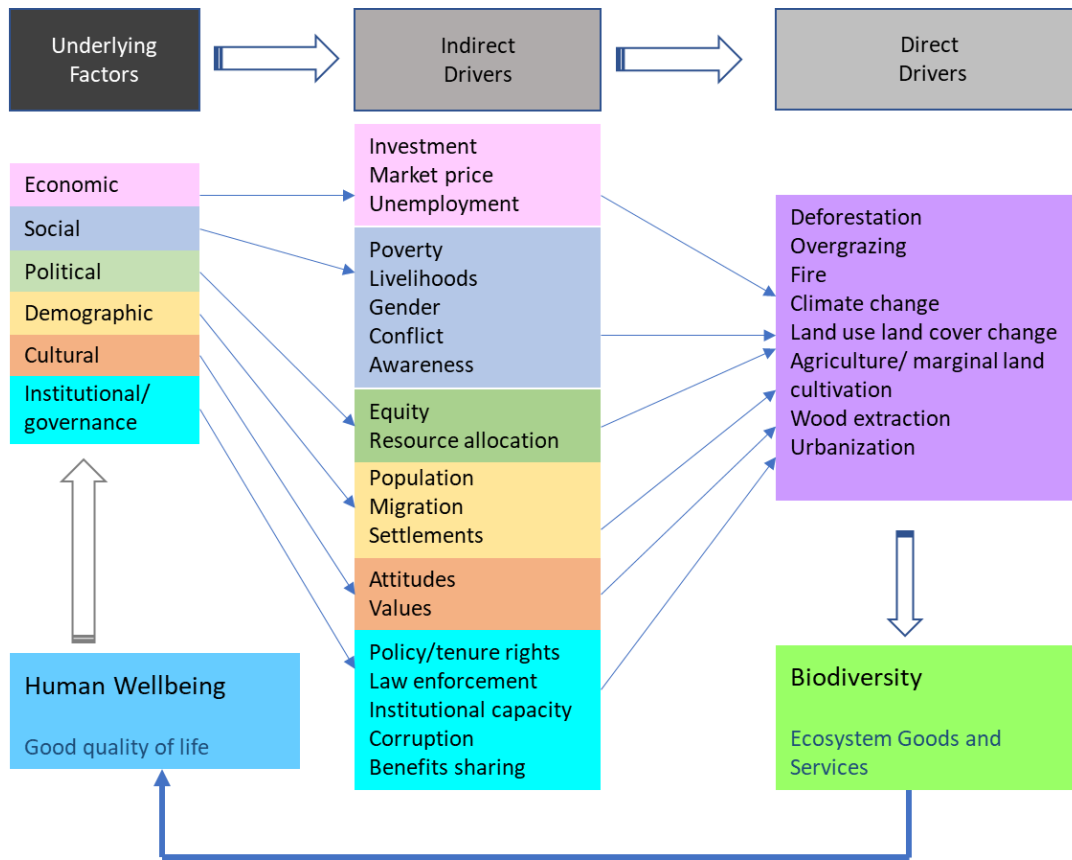 Underlying
Factors
Indirect
Drivers
Direct
Drivers
Economic
Social
Political
Demographic
Cultural
Institutional/
governance
Investment
Market price
Unemployment
Poverty
Livelihoods
Gender
Conflict
Awareness
Equity
Resource allocation
Population
Migration
Settlements
Attitudes
Values
Policy/tenure rights
Law enforcement
Institutional capacity
Corruption
Benefits sharing
Deforestation
Overgrazing
Fire
Climate change
Land use land cover change
Agriculture/ marginal land
cultivation
Wood extraction
Urbanization
Human Wellbeing
Good quality of life
Biodiversity
Ecosystem Goods and
Services